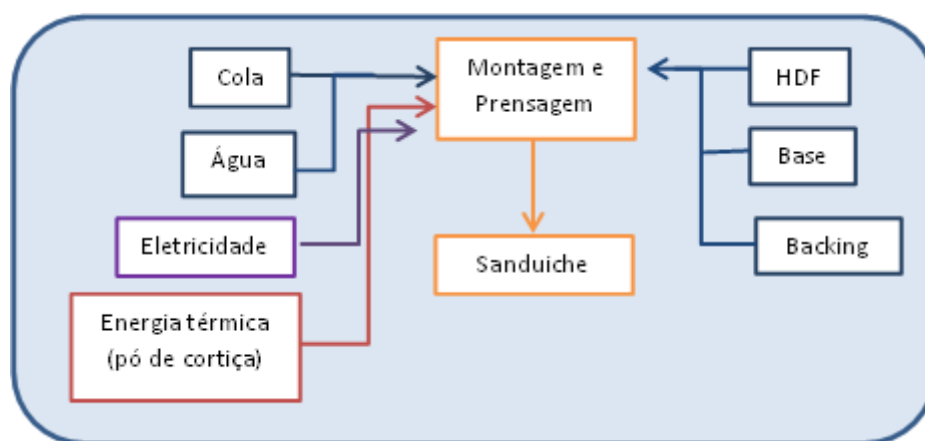 Cola
Montagem e
Prensagem
HDF
Água
Base
Eletricidade
Sanduiche
Backing
Energia térmica
(pó de cortiça)